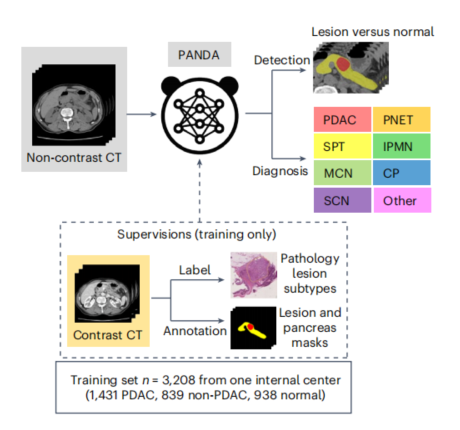 Lesion versus normal
PANDA
Detection
Non-contrast CT
Diagnosis
PDAC
PNET
SPT
IPMN
MCN
CP
SCN
Other
Supervisions (training only)
Label
Pathology
lesion
subtypes
Contrast CT
Annotation
Lesion and
pancreas
masks
Training set n = 3,208 from one internal center
(1,431 PDAC, 839 non-PDAC, 938 normal)